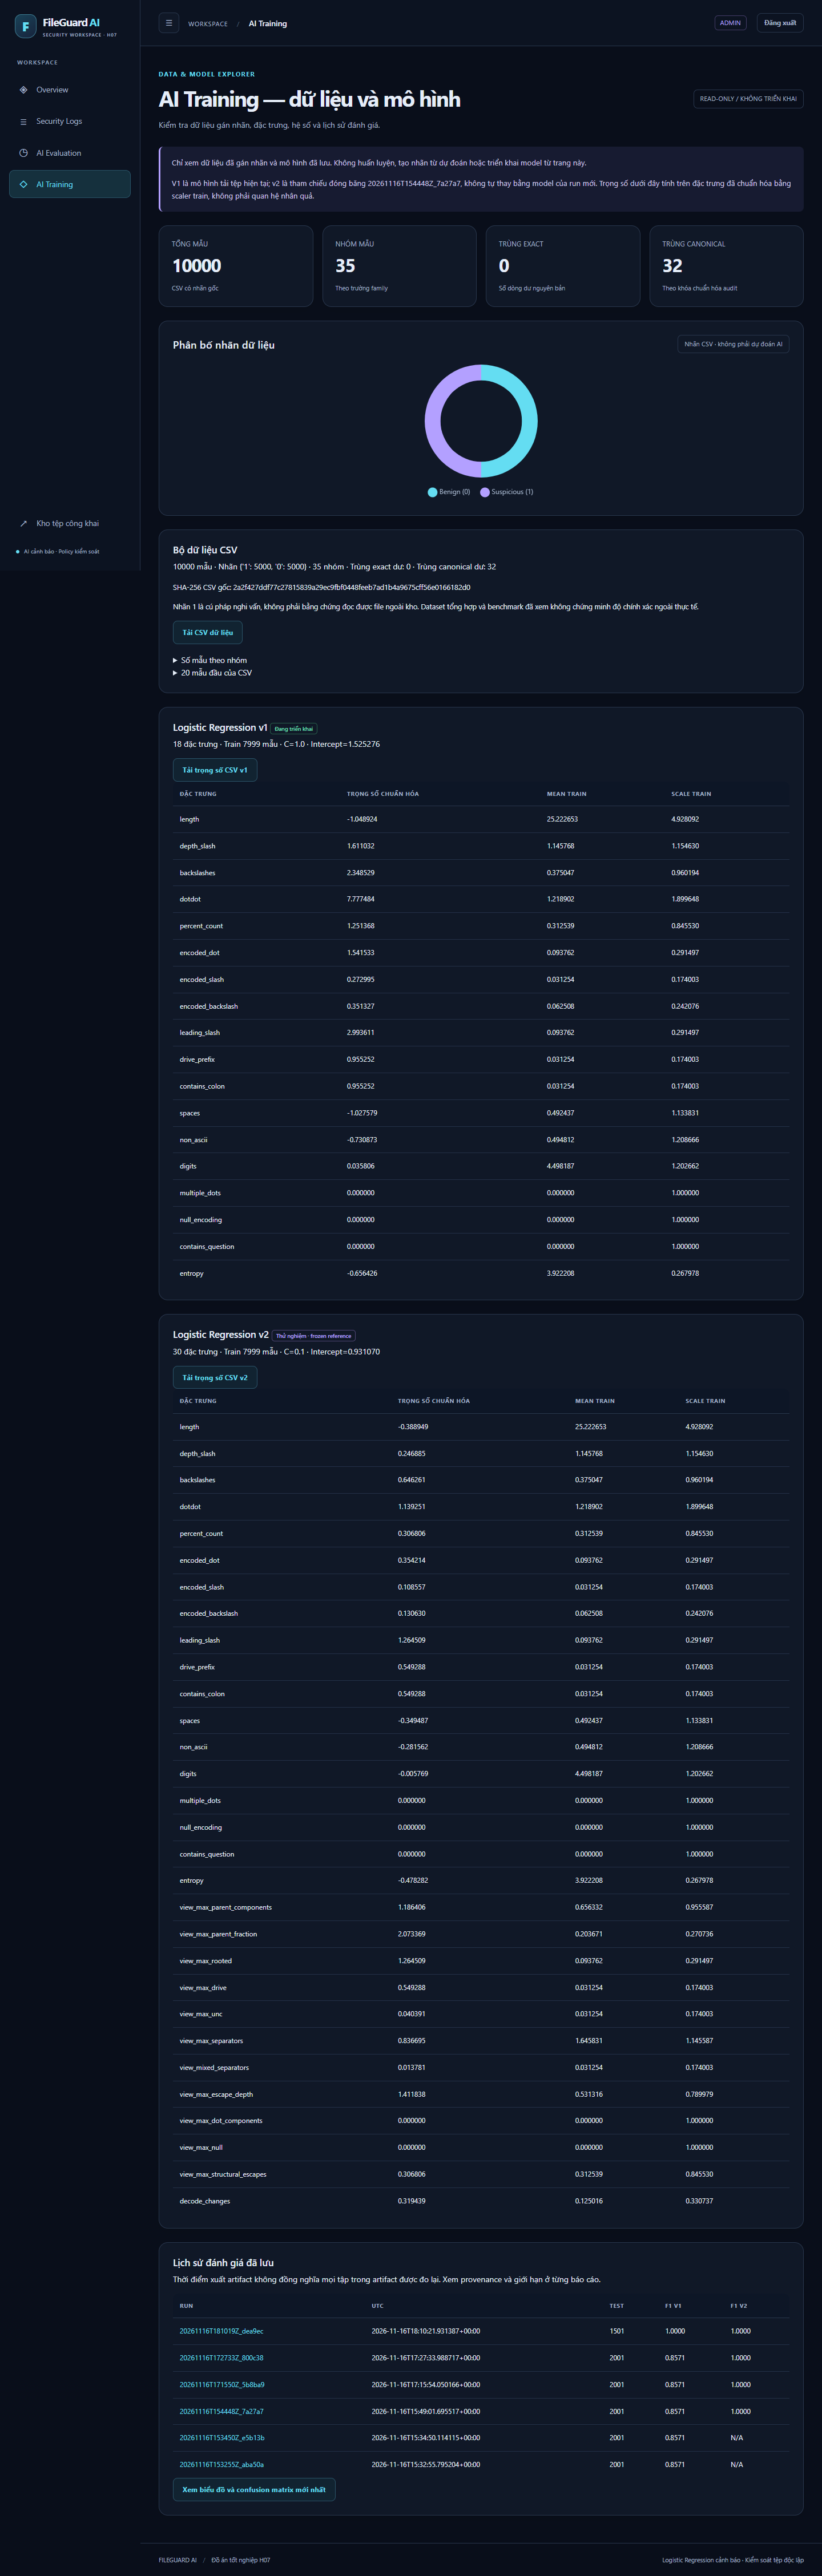 F
FileGuard AI
SECURITY WORKSPACE · H07
WORKSPACE
Overview
Security Logs
AI Evaluation
AI Training
Kho tệp công khai
AI cảnh báo · Policy kiểm soát
WORKSPACE / AI Training
ADMIN
Đăng xuất
DATA & MODEL EXPLORER
AI Training — dữ liệu và mô hình
READ-ONLY / KHÔNG TRIỂN KHAI
Kiểm tra dữ liệu gán nhãn, đặc trưng, hệ số và lịch sử đánh giá.
Chỉ xem dữ liệu đã gán nhãn và mô hình đã lưu. Không huấn luyện, tạo nhãn từ dự đoán hoặc triển khai model từ trang này.
V1 là mô hình tải tệp hiện tại; v2 là tham chiếu đóng băng 20261116T154448Z_7a27a7, không tự thay bằng model của run mới. Trọng số dưới đây tính trên đặc trưng đã chuẩn hóa bằng
scaler train, không phải quan hệ nhân quả.
TỔNG MẪU
10000
CSV có nhãn gốc
NHÓM MẪU
35
Theo trường family
TRÙNG EXACT
0
Số dòng dư nguyên bản
TRÙNG CANONICAL
32
Theo khóa chuẩn hóa audit
Phân bố nhãn dữ liệu
Nhãn CSV · không phải dự đoán AI
Benign (0)
Suspicious (1)
Bộ dữ liệu CSV
10000 mẫu · Nhãn {'1': 5000, '0': 5000} · 35 nhóm · Trùng exact dư: 0 · Trùng canonical dư: 32
SHA-256 CSV gốc: 2a2f427ddf77c27815839a29ec9fbf0448feeb7ad1b4a9675cff56e0166182d0
Nhãn 1 là cú pháp nghi vấn, không phải bằng chứng đọc được file ngoài kho. Dataset tổng hợp và benchmark đã xem không chứng minh độ chính xác ngoài thực tế.
Tải CSV dữ liệu
Số mẫu theo nhóm
20 mẫu đầu của CSV
Logistic Regression v1 Đang triển khai
18 đặc trưng · Train 7999 mẫu · C=1.0 · Intercept=1.525276
Tải trọng số CSV v1
ĐẶC TRƯNG TRỌNG SỐ CHUẨN HÓA MEAN TRAIN SCALE TRAIN
length -1.048924 25.222653 4.928092
depth_slash 1.611032 1.145768 1.154630
backslashes 2.348529 0.375047 0.960194
dotdot 7.777484 1.218902 1.899648
percent_count 1.251368 0.312539 0.845530
encoded_dot 1.541533 0.093762 0.291497
encoded_slash 0.272995 0.031254 0.174003
encoded_backslash 0.351327 0.062508 0.242076
leading_slash 2.993611 0.093762 0.291497
drive_prefix 0.955252 0.031254 0.174003
contains_colon 0.955252 0.031254 0.174003
spaces -1.027579 0.492437 1.133831
non_ascii -0.730873 0.494812 1.208666
digits 0.035806 4.498187 1.202662
multiple_dots 0.000000 0.000000 1.000000
null_encoding 0.000000 0.000000 1.000000
contains_question 0.000000 0.000000 1.000000
entropy -0.656426 3.922208 0.267978
Logistic Regression v2 Thử nghiệm · frozen reference
30 đặc trưng · Train 7999 mẫu · C=0.1 · Intercept=0.931070
Tải trọng số CSV v2
ĐẶC TRƯNG TRỌNG SỐ CHUẨN HÓA MEAN TRAIN SCALE TRAIN
length -0.388949 25.222653 4.928092
depth_slash 0.246885 1.145768 1.154630
backslashes 0.646261 0.375047 0.960194
dotdot 1.139251 1.218902 1.899648
percent_count 0.306806 0.312539 0.845530
encoded_dot 0.354214 0.093762 0.291497
encoded_slash 0.108557 0.031254 0.174003
encoded_backslash 0.130630 0.062508 0.242076
leading_slash 1.264509 0.093762 0.291497
drive_prefix 0.549288 0.031254 0.174003
contains_colon 0.549288 0.031254 0.174003
spaces -0.349487 0.492437 1.133831
non_ascii -0.281562 0.494812 1.208666
digits -0.005769 4.498187 1.202662
multiple_dots 0.000000 0.000000 1.000000
null_encoding 0.000000 0.000000 1.000000
contains_question 0.000000 0.000000 1.000000
entropy -0.478282 3.922208 0.267978
view_max_parent_components 1.186406 0.656332 0.955587
view_max_parent_fraction 2.073369 0.203671 0.270736
view_max_rooted 1.264509 0.093762 0.291497
view_max_drive 0.549288 0.031254 0.174003
view_max_unc 0.040391 0.031254 0.174003
view_max_separators 0.836695 1.645831 1.145587
view_mixed_separators 0.013781 0.031254 0.174003
view_max_escape_depth 1.411838 0.531316 0.789979
view_max_dot_components 0.000000 0.000000 1.000000
view_max_null 0.000000 0.000000 1.000000
view_max_structural_escapes 0.306806 0.312539 0.845530
decode_changes 0.319439 0.125016 0.330737
Lịch sử đánh giá đã lưu
Thời điểm xuất artifact không đồng nghĩa mọi tập trong artifact được đo lại. Xem provenance và giới hạn ở từng báo cáo.
RUN UTC TEST F1 V1 F1 V2
20261116T181019Z_dea9ec 2026-11-16T18:10:21.931387+00:00 1501 1.0000 1.0000
20261116T172733Z_800c38 2026-11-16T17:27:33.988717+00:00 2001 0.8571 1.0000
20261116T171550Z_5b8ba9 2026-11-16T17:15:54.050166+00:00 2001 0.8571 1.0000
20261116T154448Z_7a27a7 2026-11-16T15:49:01.695517+00:00 2001 0.8571 1.0000
20261116T153450Z_e5b13b 2026-11-16T15:34:50.114115+00:00 2001 0.8571 N/A
20261116T153255Z_aba50a 2026-11-16T15:32:55.795204+00:00 2001 0.8571 N/A
Xem biểu đồ và confusion matrix mới nhất
FILEGUARD AI / Đồ án tốt nghiệp H07
Logistic Regression cảnh báo · Kiểm soát tệp độc lập